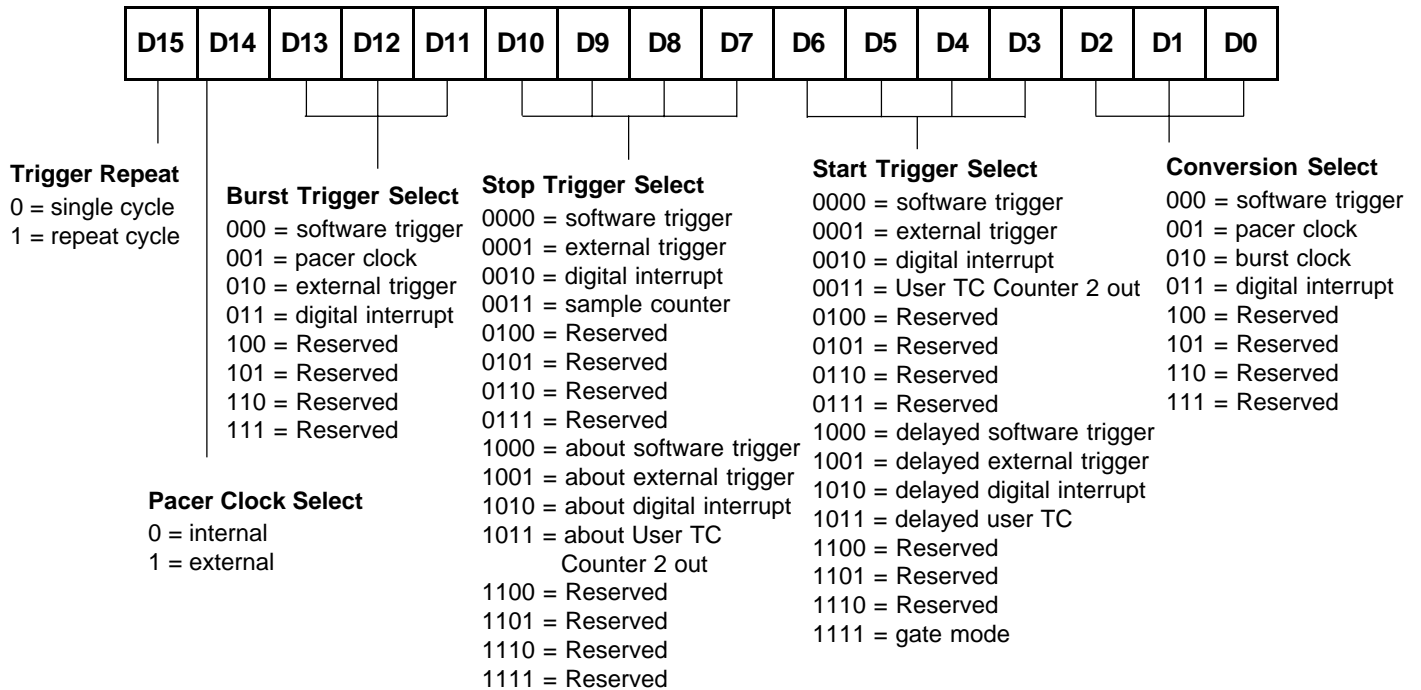 D15 D14 D13 D12 D11 D10 D9 D8 D7 D6 D5 D4 D3 D2 D1 D0
Trigger Repeat
0 = single cycle
1 = repeat cycle
Burst Trigger Select
000 = software trigger
001 = pacer clock
010 = external trigger
011 = digital interrupt
100 = Reserved
101 = Reserved
110 = Reserved
111 = Reserved
Pacer Clock Select
0 = internal
1 = external
Stop Trigger Select
0000 = software trigger
0001 = external trigger
0010 = digital interrupt
0011 = sample counter
0100 = Reserved
0101 = Reserved
0110 = Reserved
0111 = Reserved
1000 = about software trigger
1001 = about external trigger
1010 = about digital interrupt
1011 = about User TC
Counter 2 out
1100 = Reserved
1101 = Reserved
1110 = Reserved
1111 = Reserved
Start Trigger Select
0000 = software trigger
0001 = external trigger
0010 = digital interrupt
0011 = User TC Counter 2 out
0100 = Reserved
0101 = Reserved
0110 = Reserved
0111 = Reserved
1000 = delayed software trigger
1001 = delayed external trigger
1010 = delayed digital interrupt
1011 = delayed user TC
1100 = Reserved
1101 = Reserved
1110 = Reserved
1111 = gate mode
Conversion Select
000 = software trigger
001 = pacer clock
010 = burst clock
011 = digital interrupt
100 = Reserved
101 = Reserved
110 = Reserved
111 = Reserved